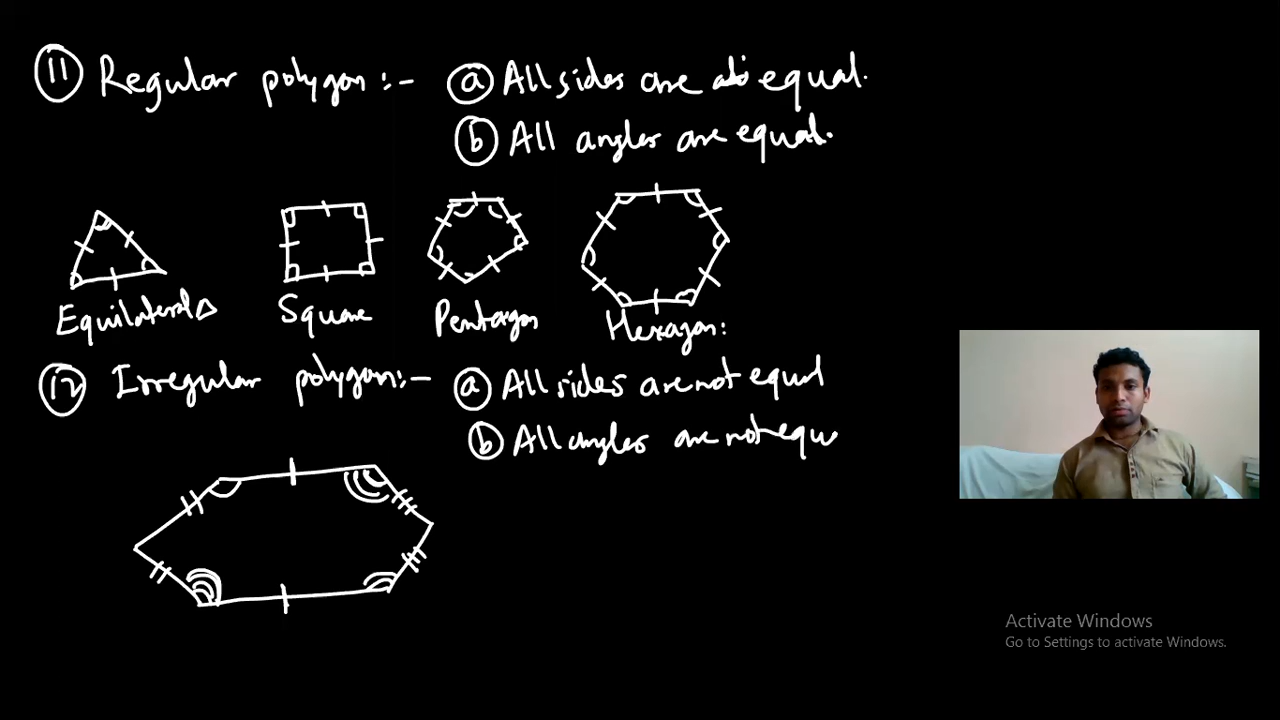 11 Regular polygon :- a All sides are equal.
b All angles are equal.
Equilateral △ Square Pentagon Hexagon:
12 Irregular polygon:- a All sides are not equal
b All angles are not equ
Activate Windows
Go to Settings to activate Windows.